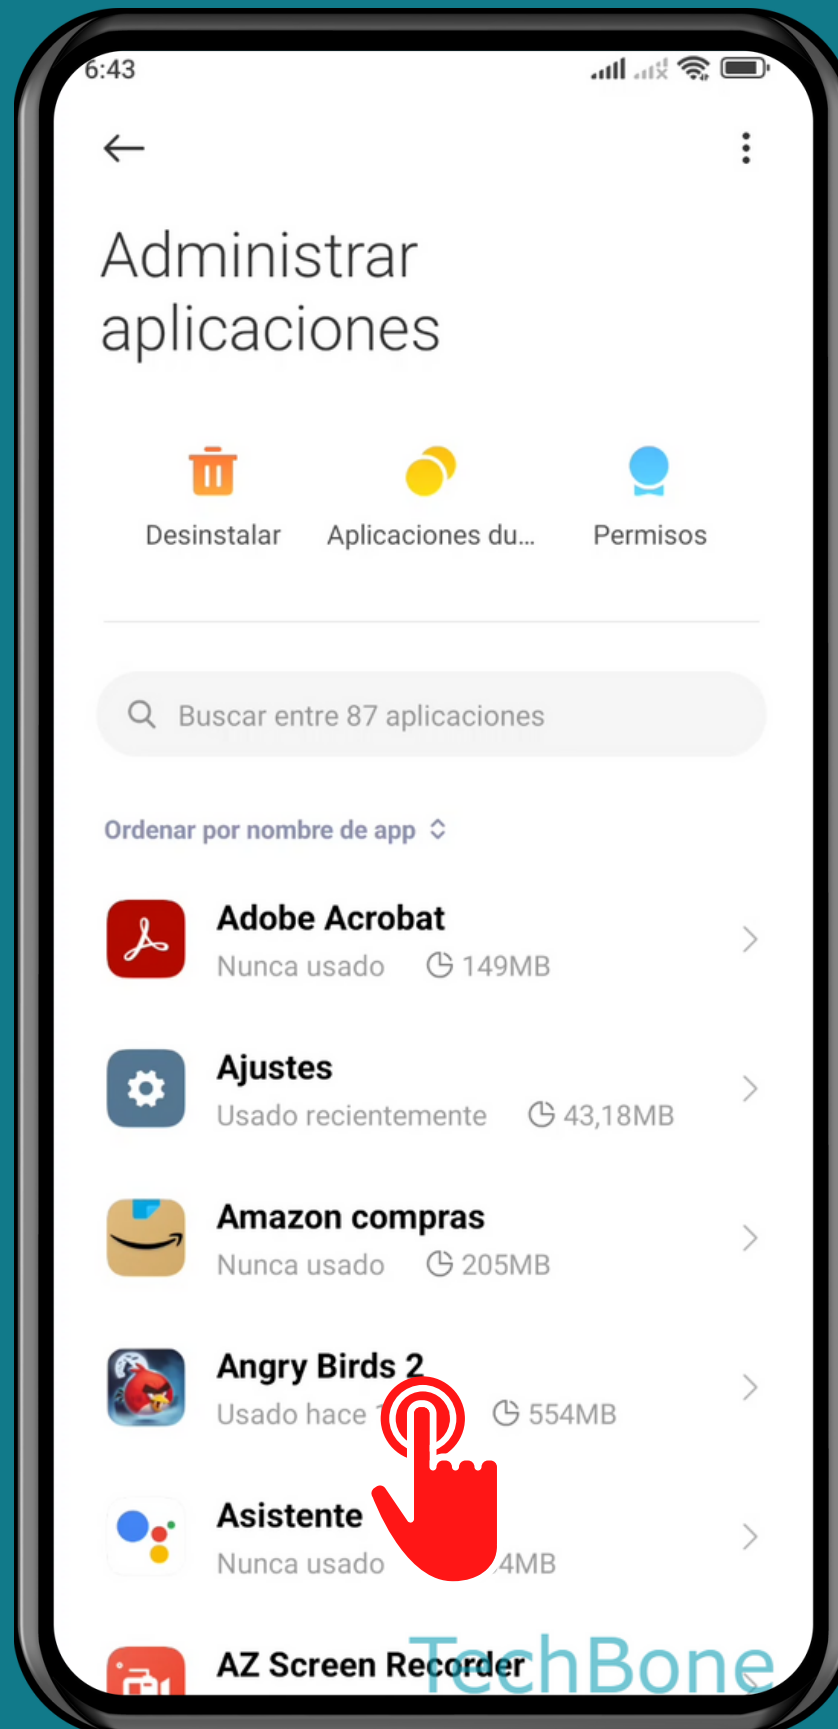 6:43
Administrar
aplicaciones
Desinstalar
Aplicaciones du...
Permisos
Buscar entre 87 aplicaciones
Ordenar por nombre de app
Adobe Acrobat
Nunca usado 149MB
Ajustes
Usado recientemente 43,18MB
Amazon compras
Nunca usado 205MB
Angry Birds 2
Usado hace 554MB
Asistente
Nunca usado
AZ Screen Recorder
TechBone